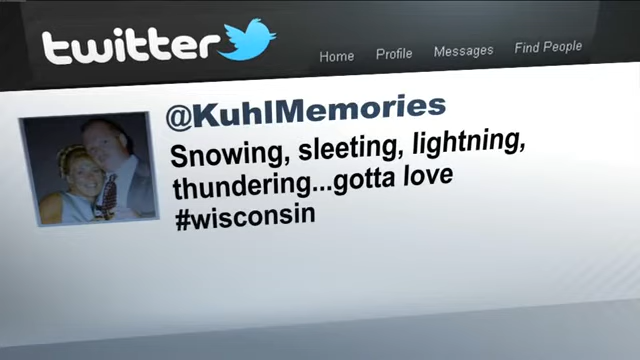 twitter
Home Profile Messages Find People
@KuhlMemories
Snowing, sleeting, lightning,
thundering...gotta love
#wisconsin